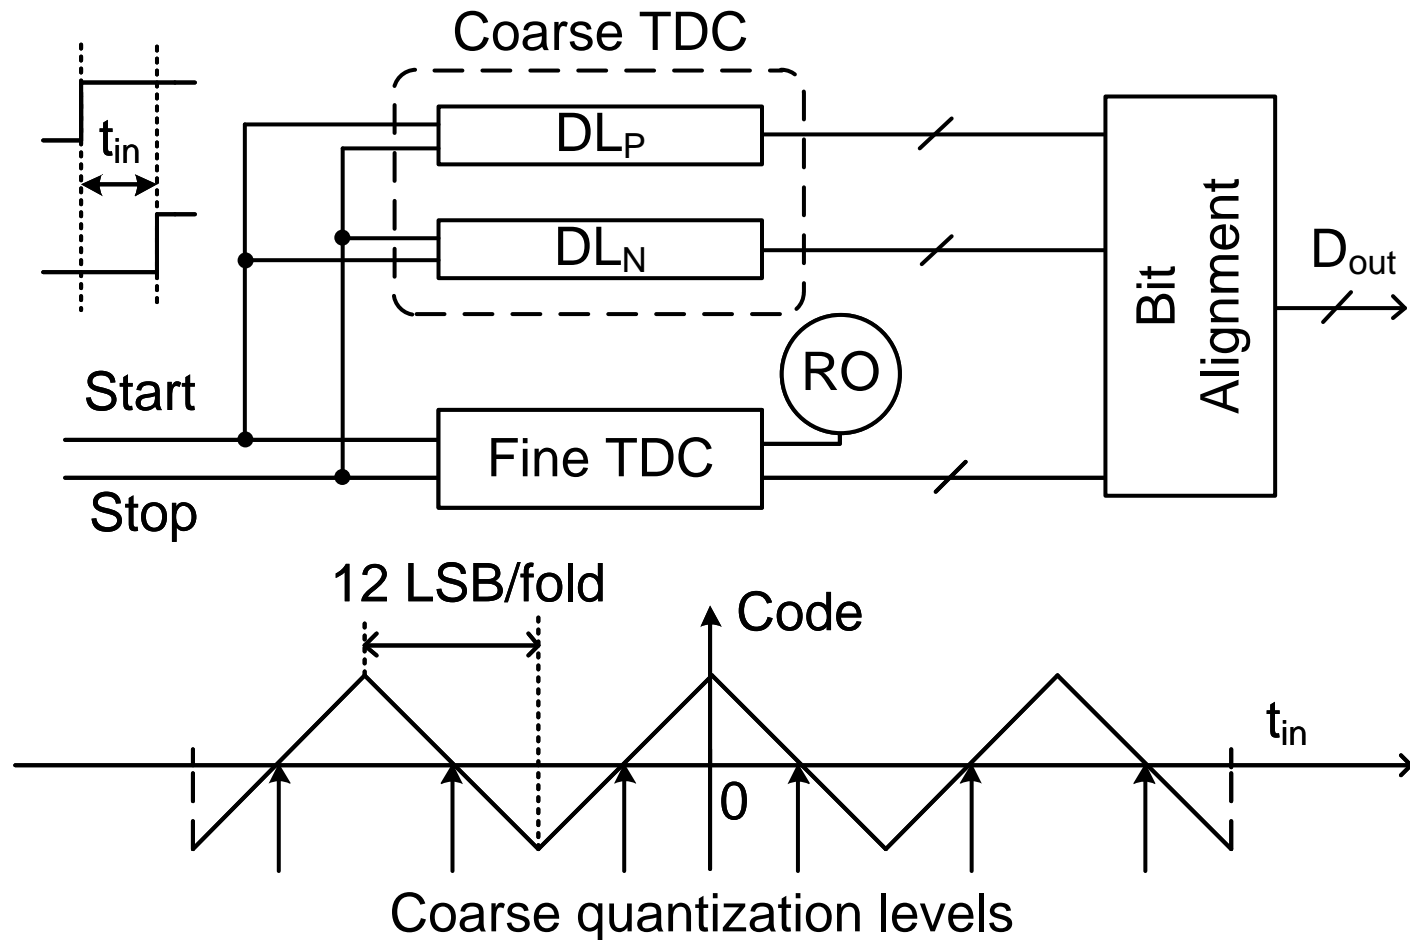 Coarse TDC
t_in
DL_P
DL_N
Start
Stop
Fine TDC
RO
Bit
Alignment
D_out
12 LSB/fold
Code
t_in
0
Coarse quantization levels